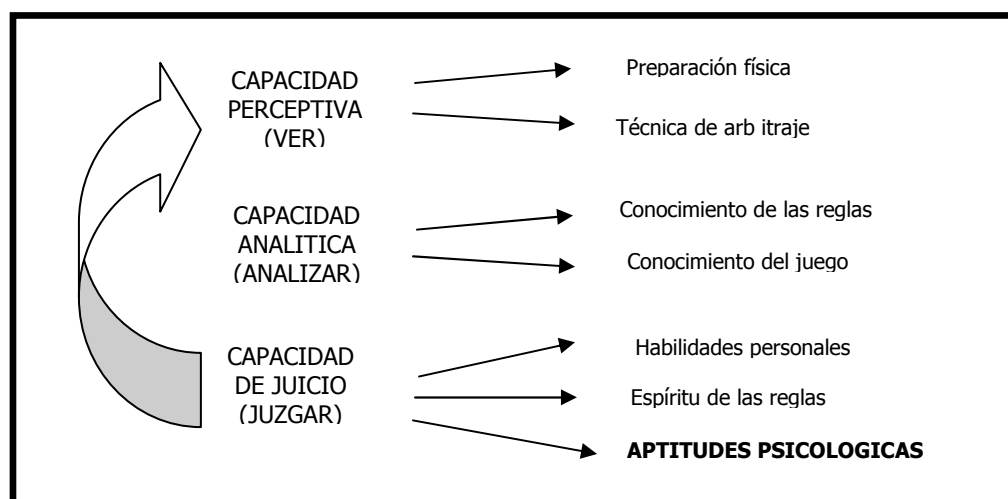 CAPACIDAD
PERCEPTIVA
(VER)
Preparación física
Técnica de arb itraje
CAPACIDAD
ANALITICA
(ANALIZAR)
Conocimiento de las reglas
Conocimiento del juego
CAPACIDAD
DE JUICIO
(JUZGAR)
Habilidades personales
Espíritu de las reglas
APTITUDES PSICOLOGICAS